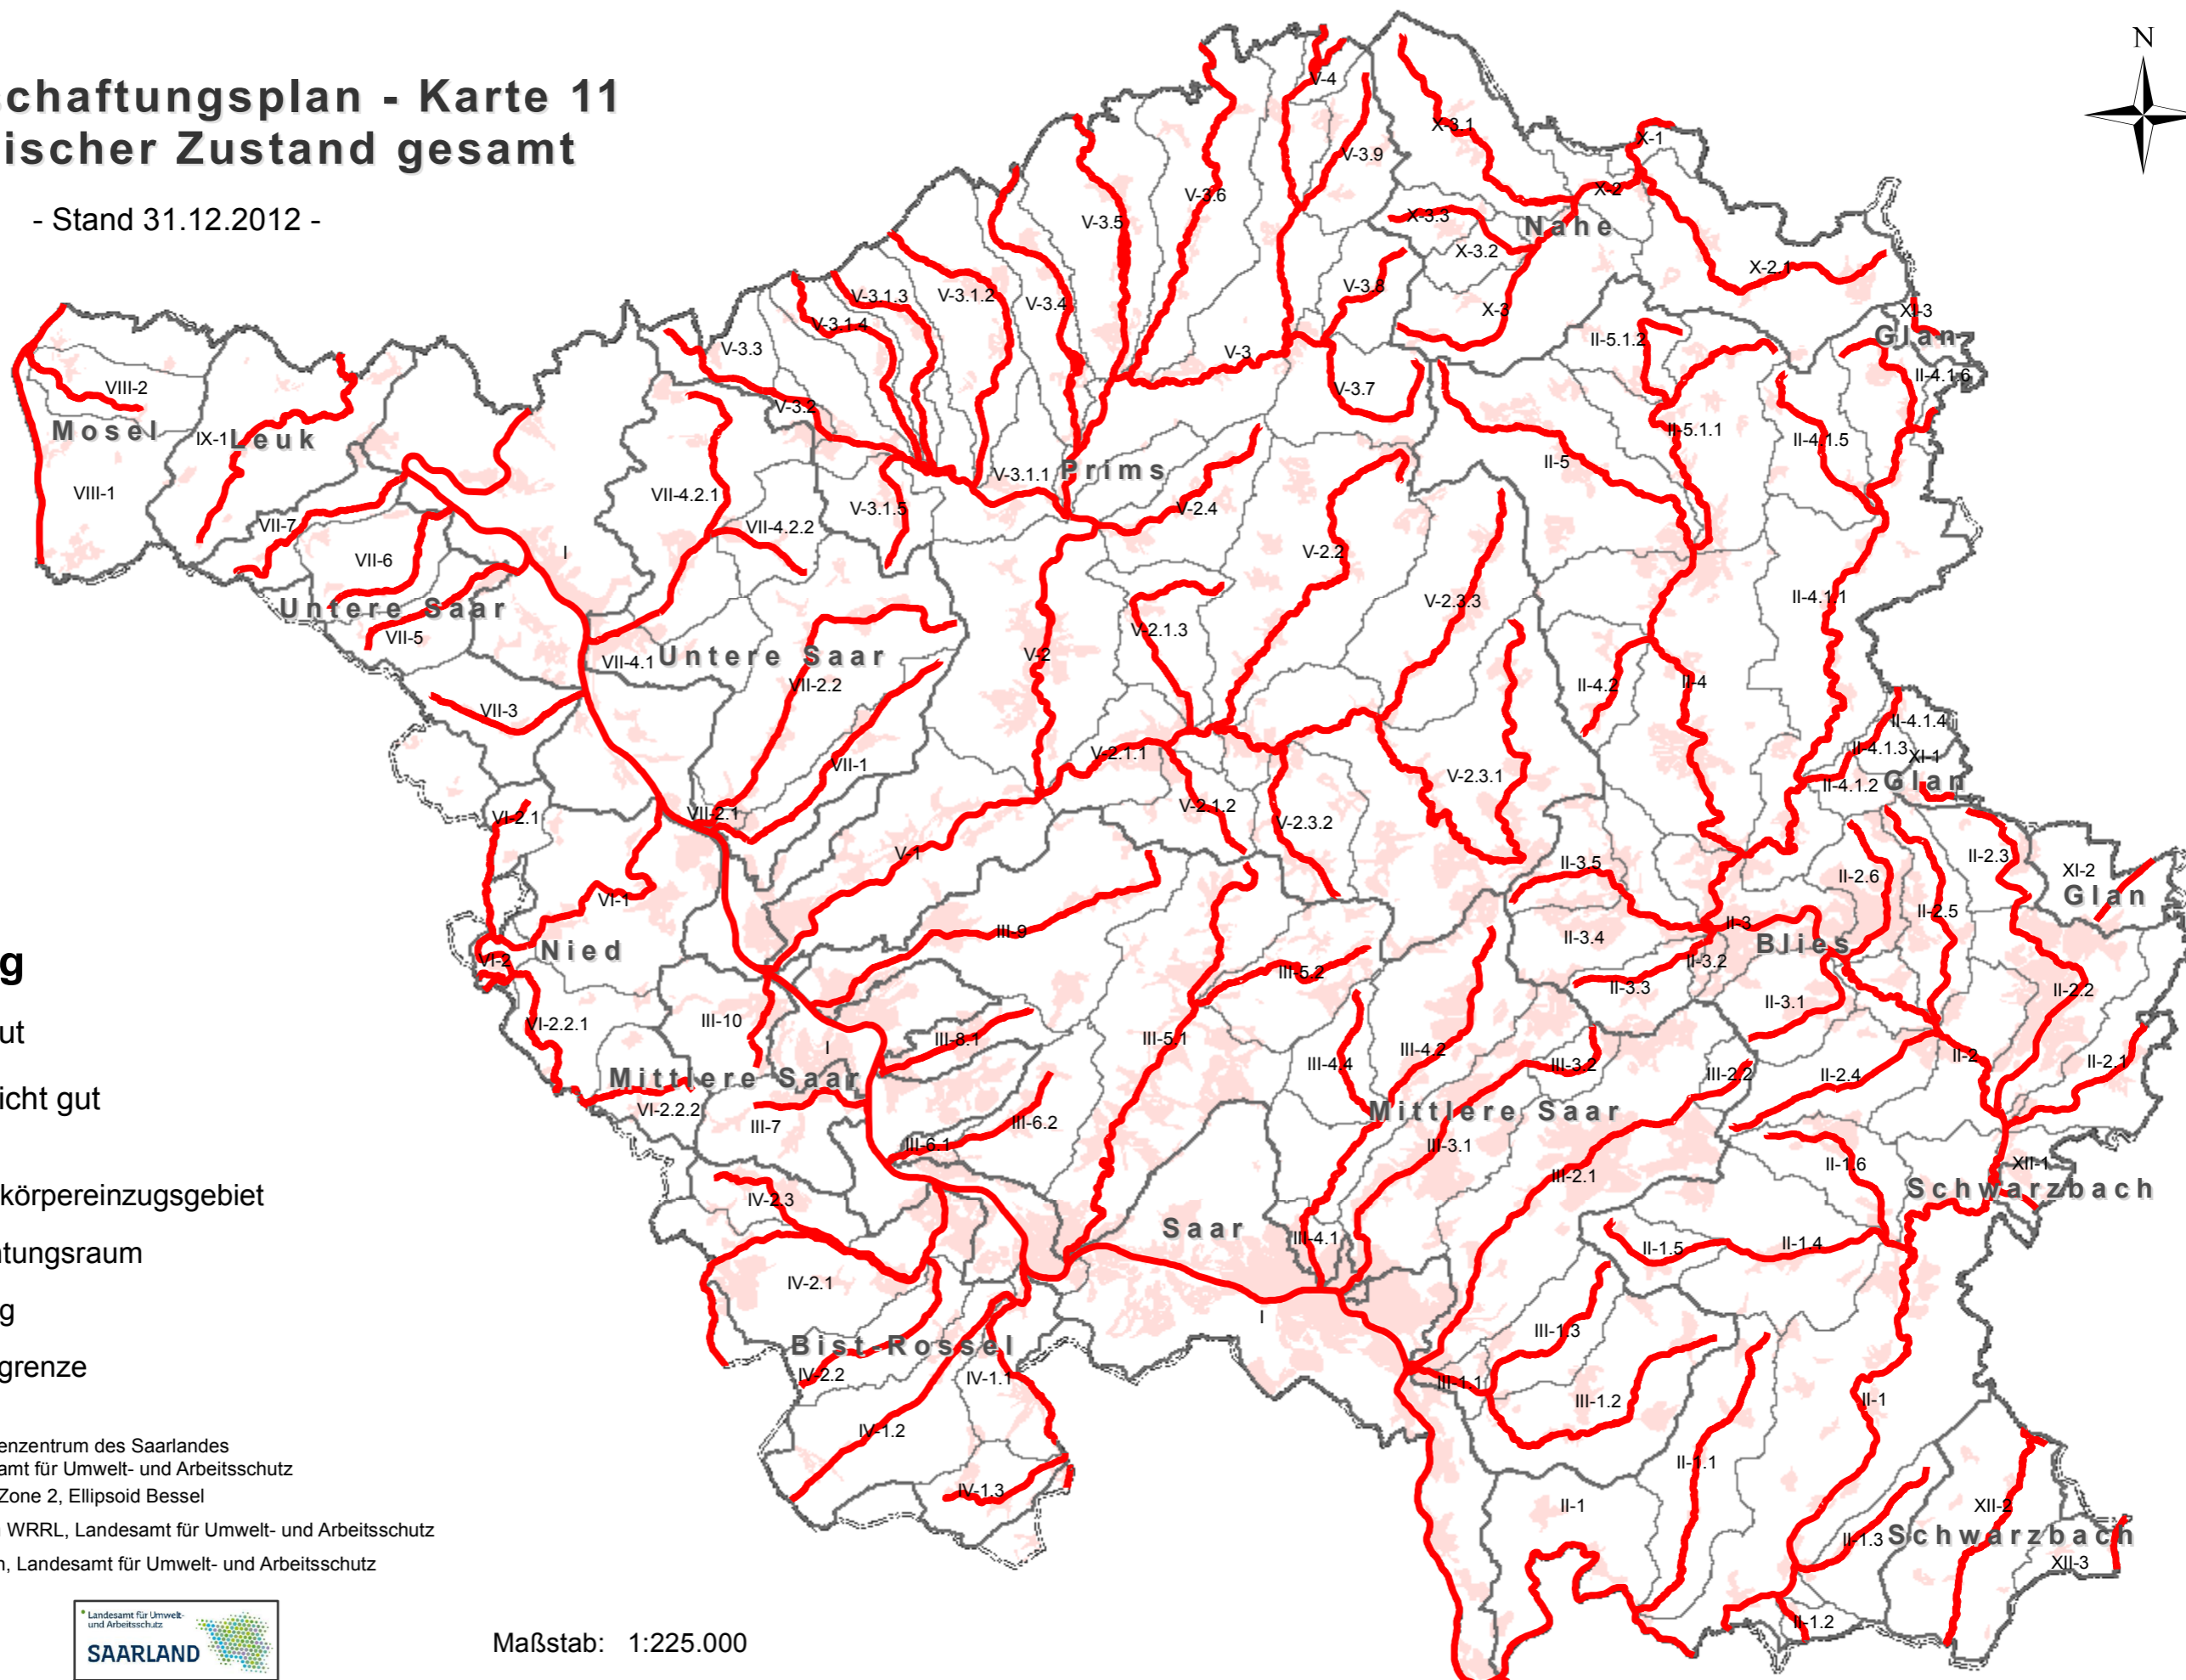 chaftungsplan - Karte 11
ischer Zustand gesamt
- Stand 31.12.2012 -
N
V-4
X-3.1
X-1
V-3.9
X-2
V-3.6
V-3.5
X-3.3
Nahe
X-3.2
X-2.1
V-3.8
V-3.1.3
V-3.1.2
V-3.4
X-3
XI-3
V-3.1.4
Glan
II-5.1.2
V-3.3
V-3
II-4.1.6
VIII-2
V-3.7
V-3.2
Mosel
IX-1
Leuk
II-5.1.1
II-4.1.5
II-5
Prims
V-3.1.1
VIII-1
VII-4.2.1
V-3.1.5
V-2.4
VII-7
VII-4.2.2
I
V-2.2
VII-6
II-4.1.1
V-2.3.3
Untere Saar
VII-5
V-2.1.3
VII-4.1
Untere Saar
V-2
VII-2.2
II-4.2
II-4
VII-3
II-4.1.4
II-4.1.3
XI-1
V-2.1.1
VII-1
V-2.3.1
II-4.1.2
Glan
V-2.1.2
VII-2.1
VI-2.1
V-2.3.2
V-1
II-3.5
II-2.3
II-2.6
XI-2
Glan
VI-1
II-2.5
II-3
III-9
Nied
II-3.4
Blies
VI-2
II-3.2
III-5.2
II-3.3
II-2.2
II-3.1
g
VI-2.2.1
III-10
ut
III-8.1
III-5.1
I
III-4.2
II-2
II-2.1
III-4.4
III-3.2
III-2.2
II-2.4
Mittlere Saar
icht gut
VI-2.2.2
Mittlere Saar
III-7
III-6.2
III-6.1
III-3.1
II-1.6
XII-1
III-2.1
körpereinzugsgebiet
IV-2.3
Schwarzbach
Saar
III-4.1
II-1.5
II-1.4
ntungsraum
IV-2.1
g
I
III-1.3
Bist-Rossel
grenze
IV-2.2
IV-1.1
III-1.1
III-1.2
II-1
IV-1.2
enzentrum des Saarlandes
amt für Umwelt- und Arbeitsschutz
II-1.1
IV-1.3
Zone 2, Ellipsoid Bessel
II-1
XII-2
WRRL, Landesamt für Umwelt- und Arbeitsschutz
II-1.3
Schwarzbach
XII-3
n, Landesamt für Umwelt- und Arbeitsschutz
II-1.2
Landesamt für Umwelt-
und Arbeitsschutz
SAARLAND
Maßstab: 1:225.000